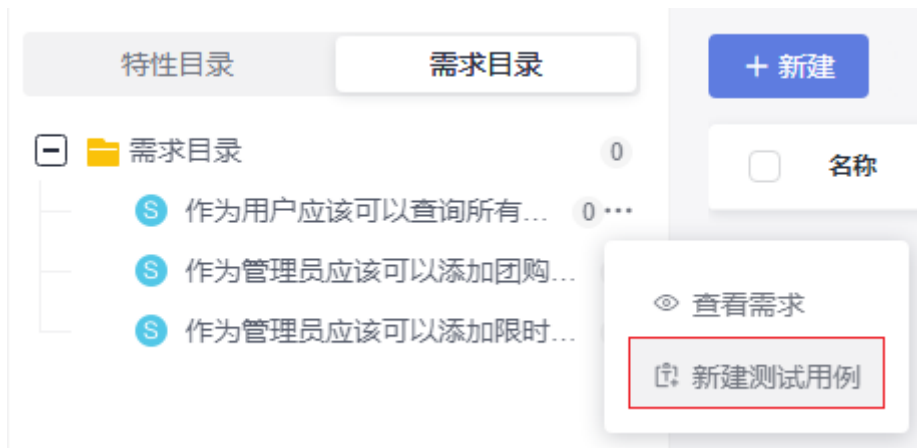 特性目录
需求目录
+ 新建
需求目录
0
名称
S 作为用户应该可以查询所有... 0 ···
S 作为管理员应该可以添加团购...
S 作为管理员应该可以添加限时...
查看需求
新建测试用例